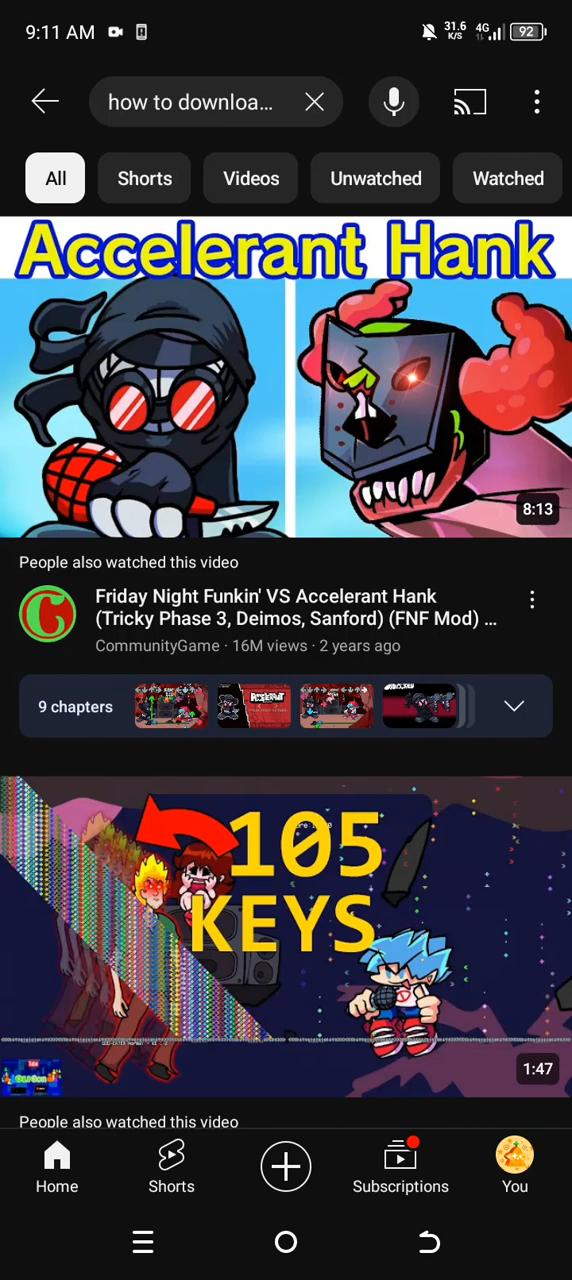 9:11 AM
31.6
K/S
4G
92
how to downloa...
All
Shorts
Videos
Unwatched
Watched
Accelerant Hank
8:13
People also watched this video
Friday Night Funkin' VS Accelerant Hank
(Tricky Phase 3, Deimos, Sanford) (FNF Mod) ...
CommunityGame · 16M views · 2 years ago
9 chapters
105
KEYS
1:47
People also watched this video
Home
Shorts
Subscriptions
You